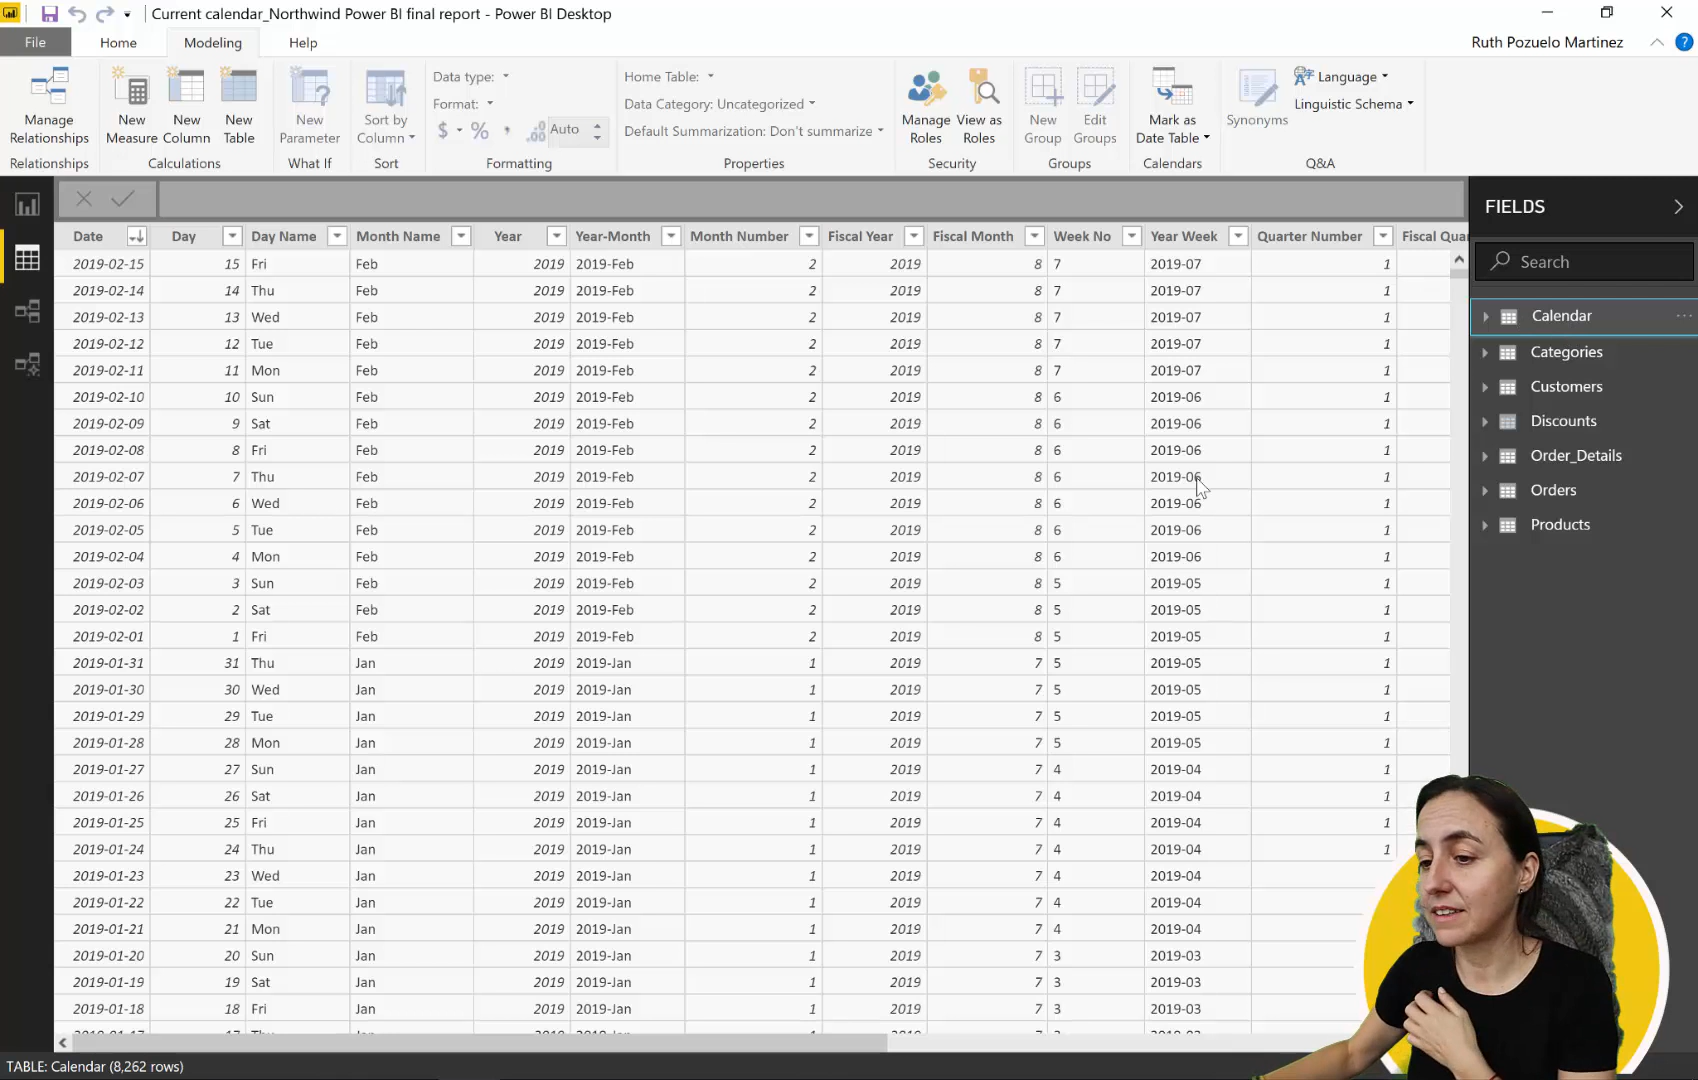 Current calendar_Northwind Power BI final report - Power BI Desktop
File Home Modeling Help Ruth Pozuelo Martinez ?
Manage Relationships
New Measure
New Column
New Table
New Parameter
Sort by Column
Data type:
Format:
$ % , .00 Auto
Home Table:
Data Category: Uncategorized
Default Summarization: Don't summarize
Manage Roles
View as Roles
New Group
Edit Groups
Mark as Date Table
Synonyms
Language
Linguistic Schema
Relationships Calculations What If Sort Formatting Properties Security Groups Calendars Q&A
Date Day Day Name Month Name Year Year-Month Month Number Fiscal Year Fiscal Month Week No Year Week Quarter Number Fiscal Qua
2019-02-15 15 Fri Feb 2019 2019-Feb 2 2019 8 7 2019-07 1
2019-02-14 14 Thu Feb 2019 2019-Feb 2 2019 8 7 2019-07 1
2019-02-13 13 Wed Feb 2019 2019-Feb 2 2019 8 7 2019-07 1
2019-02-12 12 Tue Feb 2019 2019-Feb 2 2019 8 7 2019-07 1
2019-02-11 11 Mon Feb 2019 2019-Feb 2 2019 8 7 2019-07 1
2019-02-10 10 Sun Feb 2019 2019-Feb 2 2019 8 6 2019-06 1
2019-02-09 9 Sat Feb 2019 2019-Feb 2 2019 8 6 2019-06 1
2019-02-08 8 Fri Feb 2019 2019-Feb 2 2019 8 6 2019-06 1
2019-02-07 7 Thu Feb 2019 2019-Feb 2 2019 8 6 2019-06 1
2019-02-06 6 Wed Feb 2019 2019-Feb 2 2019 8 6 2019-06 1
2019-02-05 5 Tue Feb 2019 2019-Feb 2 2019 8 6 2019-06 1
2019-02-04 4 Mon Feb 2019 2019-Feb 2 2019 8 6 2019-06 1
2019-02-03 3 Sun Feb 2019 2019-Feb 2 2019 8 5 2019-05 1
2019-02-02 2 Sat Feb 2019 2019-Feb 2 2019 8 5 2019-05 1
2019-02-01 1 Fri Feb 2019 2019-Feb 2 2019 8 5 2019-05 1
2019-01-31 31 Thu Jan 2019 2019-Jan 1 2019 7 5 2019-05 1
2019-01-30 30 Wed Jan 2019 2019-Jan 1 2019 7 5 2019-05 1
2019-01-29 29 Tue Jan 2019 2019-Jan 1 2019 7 5 2019-05 1
2019-01-28 28 Mon Jan 2019 2019-Jan 1 2019 7 5 2019-05 1
2019-01-27 27 Sun Jan 2019 2019-Jan 1 2019 7 4 2019-04 1
2019-01-26 26 Sat Jan 2019 2019-Jan 1 2019 7 4 2019-04 1
2019-01-25 25 Fri Jan 2019 2019-Jan 1 2019 7 4 2019-04 1
2019-01-24 24 Thu Jan 2019 2019-Jan 1 2019 7 4 2019-04 1
2019-01-23 23 Wed Jan 2019 2019-Jan 1 2019 7 4 2019-04
2019-01-22 22 Tue Jan 2019 2019-Jan 1 2019 7 4 2019-04
2019-01-21 21 Mon Jan 2019 2019-Jan 1 2019 7 4 2019-04
2019-01-20 20 Sun Jan 2019 2019-Jan 1 2019 7 3 2019-03
2019-01-19 19 Sat Jan 2019 2019-Jan 1 2019 7 3 2019-03
2019-01-18 18 Fri Jan 2019 2019-Jan 1 2019 7 3 2019-03
FIELDS
Search
Calendar ...
Categories
Customers
Discounts
Order_Details
Orders
Products
TABLE: Calendar (8,262 rows)